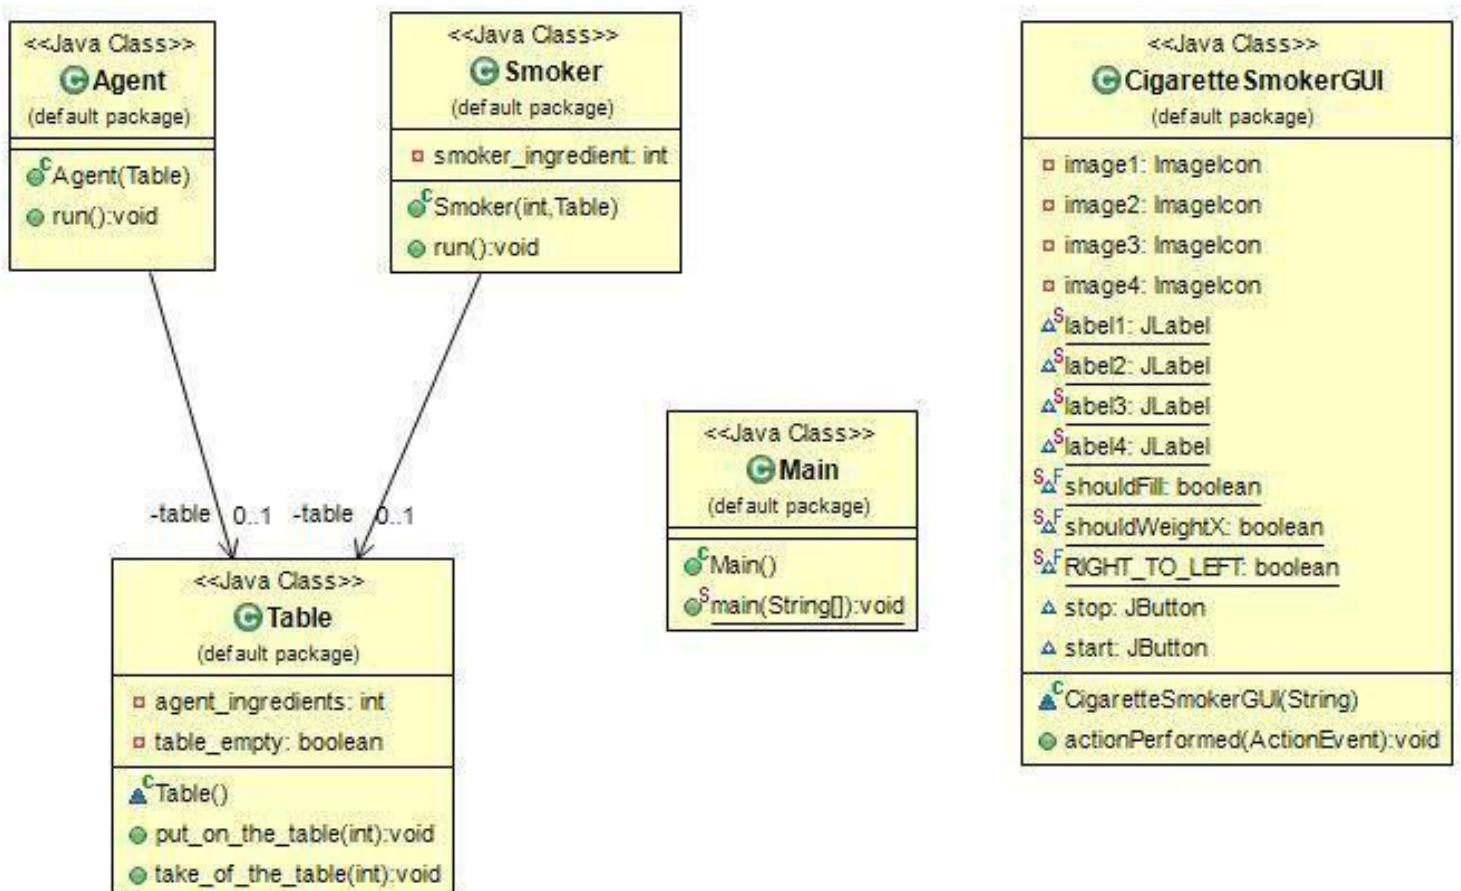 <<Java Class>>
Agent
(default package)
Agent(Table)
run():void
<<Java Class>>
Smoker
(default package)
smoker_ingredient: int
Smoker(int,Table)
run():void
<<Java Class>>
CigaretteSmokerGUI
(default package)
image1: ImageIcon
image2: ImageIcon
image3: ImageIcon
image4: ImageIcon
S label1: JLabel
S label2: JLabel
S label3: JLabel
S label4: JLabel
S F shouldFill: boolean
S F shouldWeightX: boolean
S F RIGHT_TO_LEFT: boolean
stop: JButton
start: JButton
C CigaretteSmokerGUI(String)
actionPerformed(ActionEvent):void
-table 0..1 -table 0..1
<<Java Class>>
Main
(default package)
C Main()
S main(String[]):void
<<Java Class>>
Table
(default package)
agent_ingredients: int
table_empty: boolean
C Table()
put_on_the_table(int):void
take_of_the_table(int):void